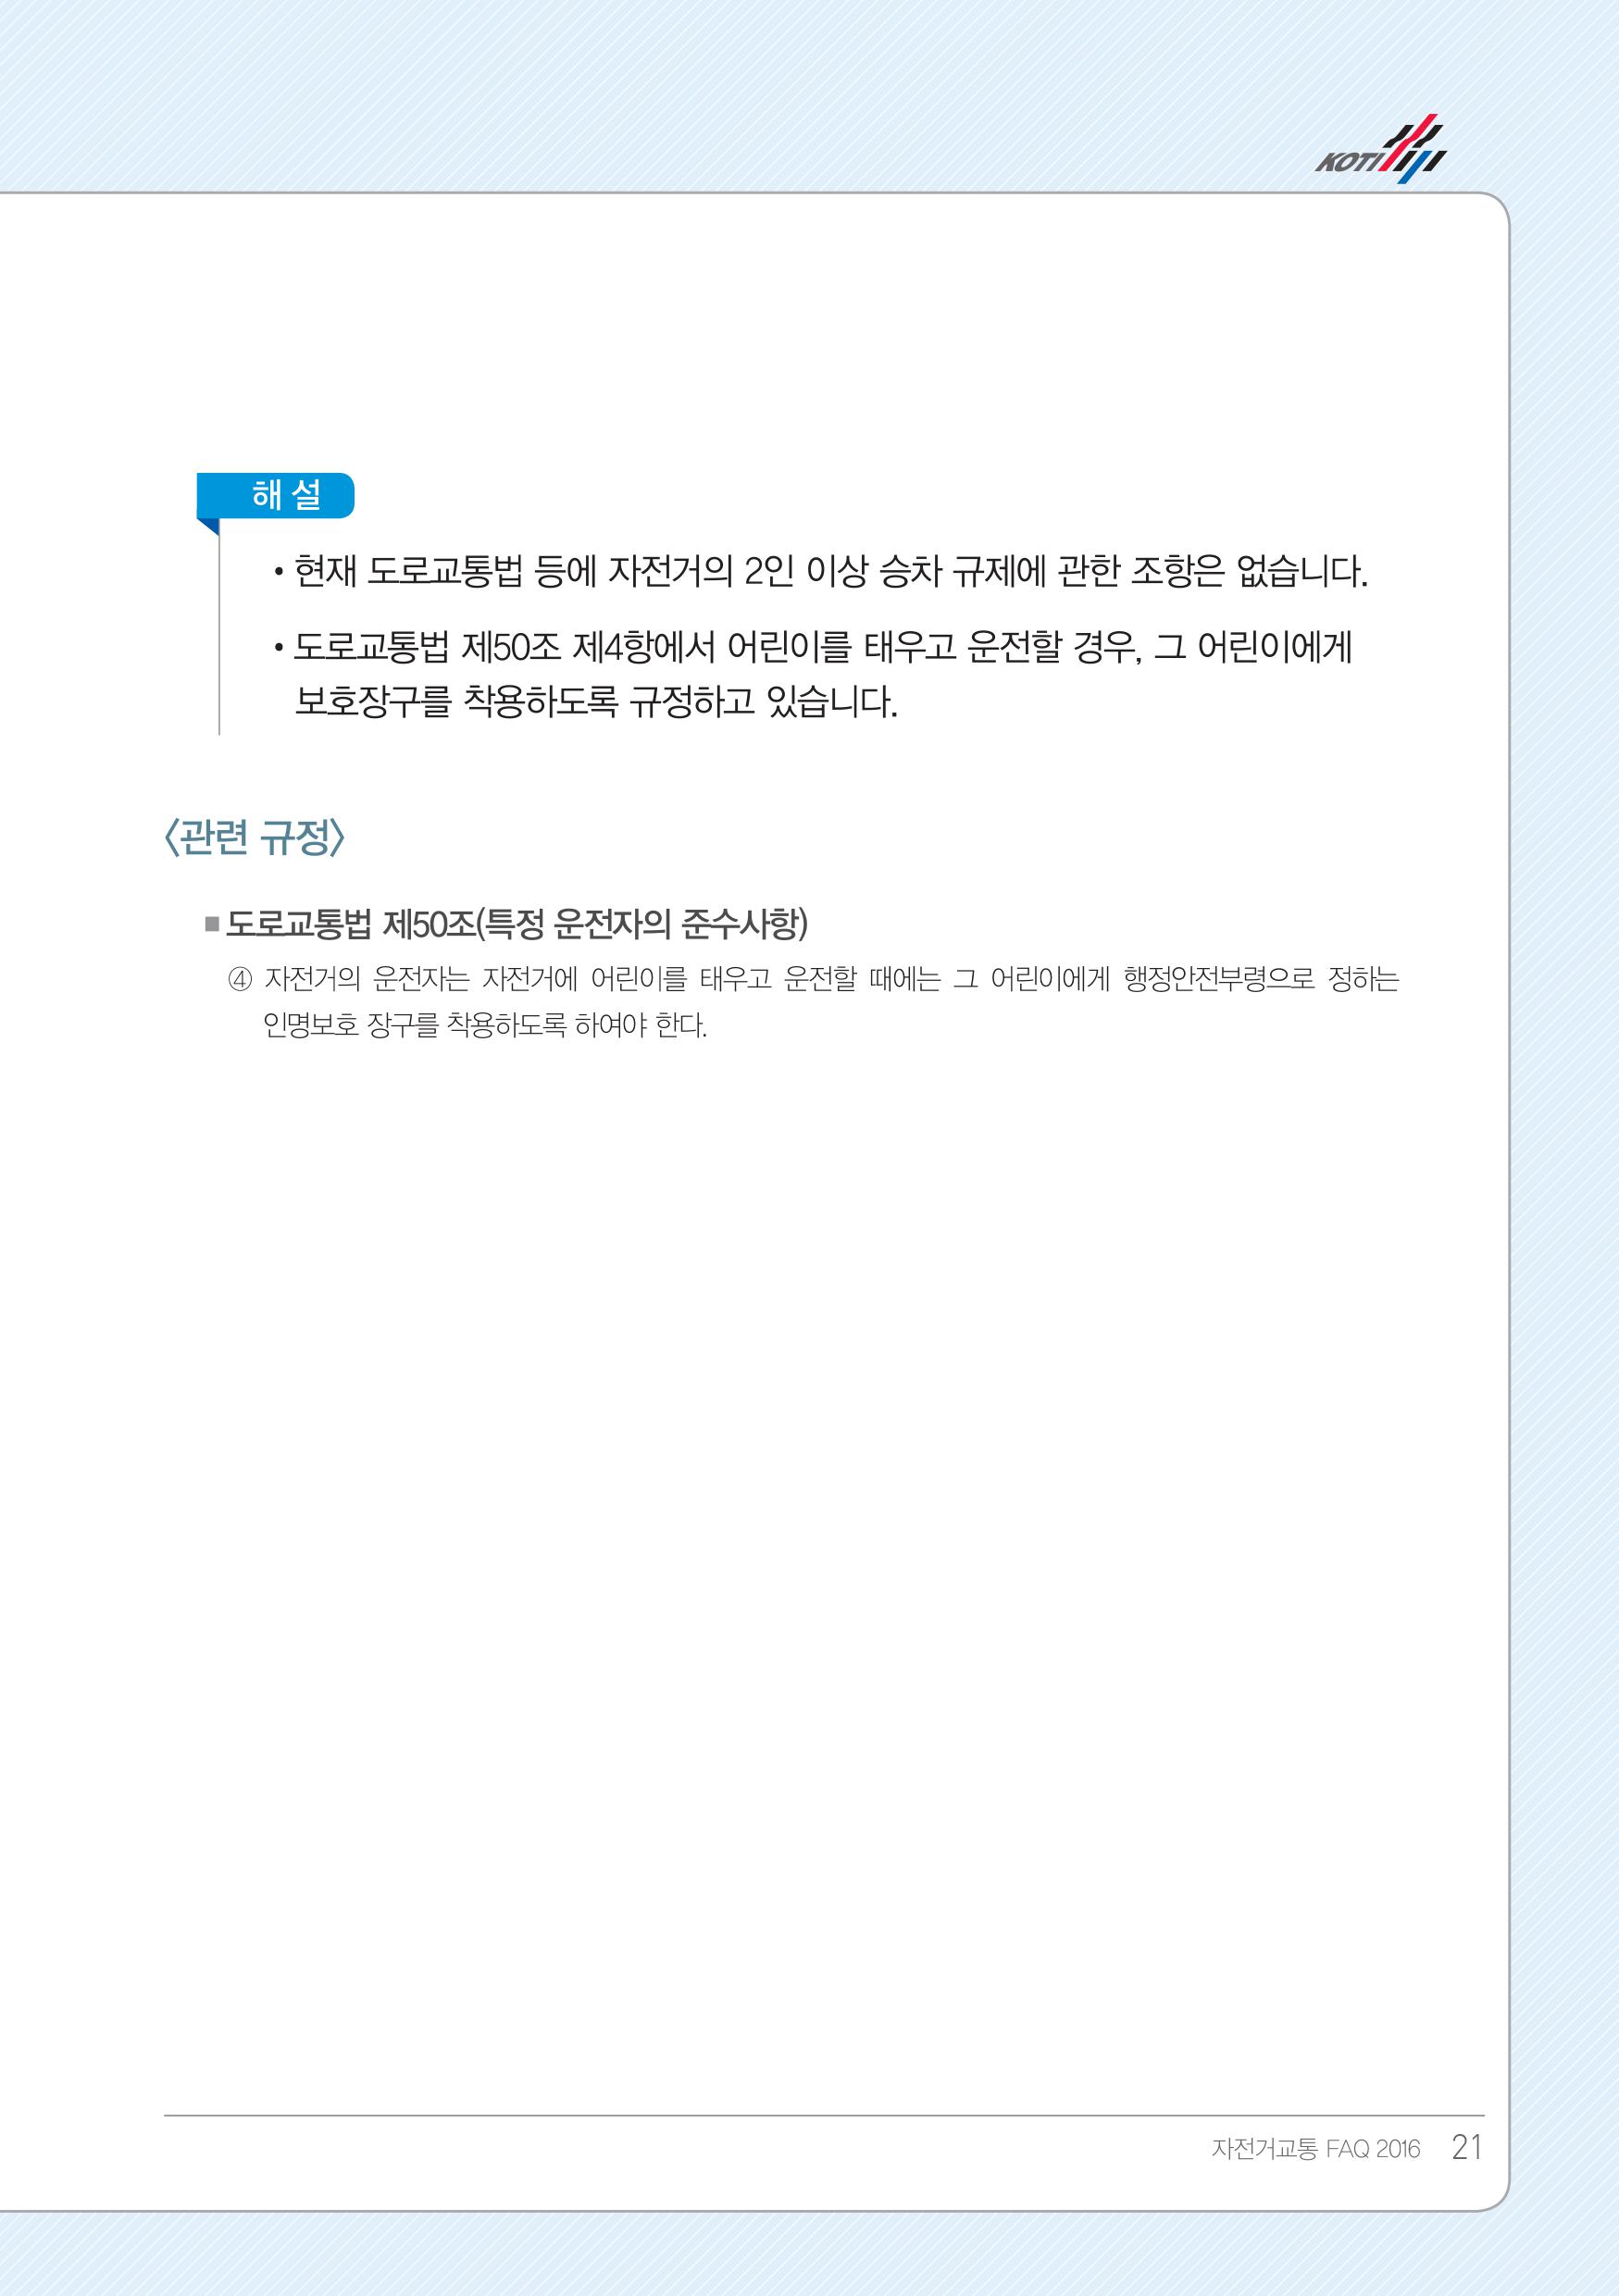 KOTI
해 설
• 현재 도로교통법 등에 자전거의 2인 이상 승차 규제에 관한 조항은 없습니다.
• 도로교통법 제50조 제4항에서 어린이를 태우고 운전할 경우, 그 어린이에게
보호장구를 착용하도록 규정하고 있습니다.
〈관련 규정〉
■ 도로교통법 제50조(특정 운전자의 준수사항)
④ 자전거의 운전자는 자전거에 어린이를 태우고 운전할 때에는 그 어린이에게 행정안전부령으로 정하는
인명보호 장구를 착용하도록 하여야 한다.
자전거교통 FAQ 2016 21